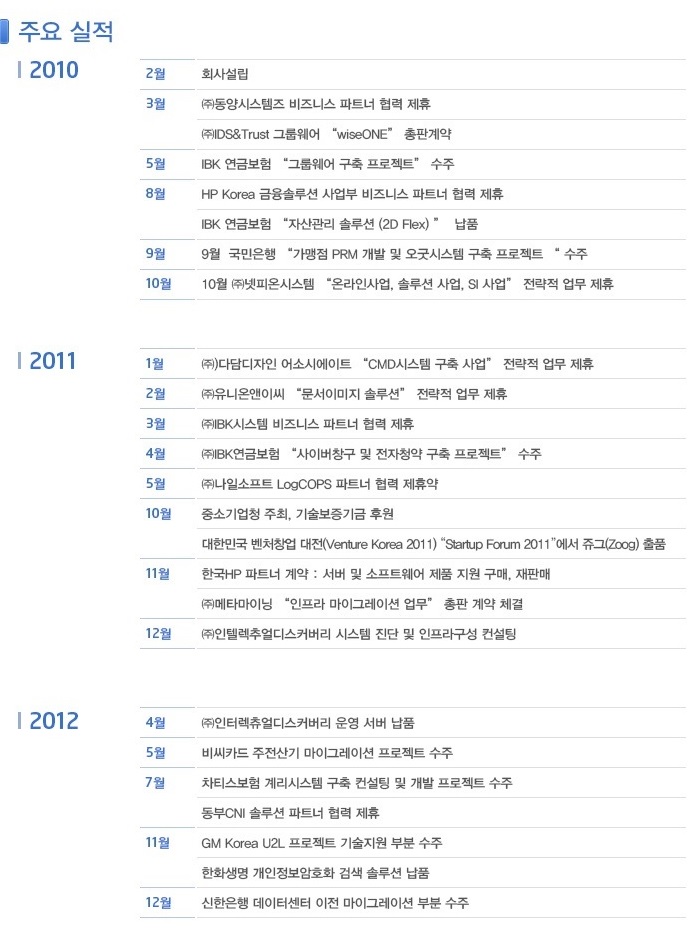 주요 실적
2010
2월 회사설립
3월 ㈜동양시스템즈 비즈니스 파트너 협력 제휴
㈜IDS&Trust 그룹웨어 “wiseONE” 총판계약
5월 IBK 연금보험 “그룹웨어 구축 프로젝트” 수주
8월 HP Korea 금융솔루션 사업부 비즈니스 파트너 협력 제휴
IBK 연금보험 “자산관리 솔루션 (2D Flex) ” 납품
9월 9월 국민은행 “가맹점 PRM 개발 및 오굿시스템 구축 프로젝트 “ 수주
10월 10월 ㈜넷피온시스템 “온라인사업, 솔루션 사업, SI 사업” 전략적 업무 제휴
2011
1월 ㈜)다담디자인 어소시에이트 “CMD시스템 구축 사업” 전략적 업무 제휴
2월 ㈜유니온앤이씨 “문서이미지 솔루션” 전략적 업무 제휴
3월 ㈜IBK시스템 비즈니스 파트너 협력 제휴
4월 ㈜IBK연금보험 “사이버창구 및 전자청약 구축 프로젝트” 수주
5월 ㈜나일소프트 LogCOPS 파트너 협력 제휴약
10월 중소기업청 주최, 기술보증기금 후원
대한민국 벤처창업 대전(Venture Korea 2011) “Startup Forum 2011”에서 쥬그(Zoog) 출품
11월 한국HP 파트너 계약 : 서버 및 소프트웨어 제품 지원 구매, 재판매
㈜메타마이닝 “인프라 마이그레이션 업무” 총판 계약 체결
12월 ㈜인텔렉추얼디스커버리 시스템 진단 및 인프라구성 컨설팅
2012
4월 ㈜인터렉츄얼디스커버리 운영 서버 납품
5월 비씨카드 주전산기 마이그레이션 프로젝트 수주
7월 차티스보험 계리시스템 구축 컨설팅 및 개발 프로젝트 수주
동부CNI 솔루션 파트너 협력 제휴
11월 GM Korea U2L 프로젝트 기술지원 부분 수주
한화생명 개인정보암호화 검색 솔루션 납품
12월 신한은행 데이터센터 이전 마이그레이션 부분 수주